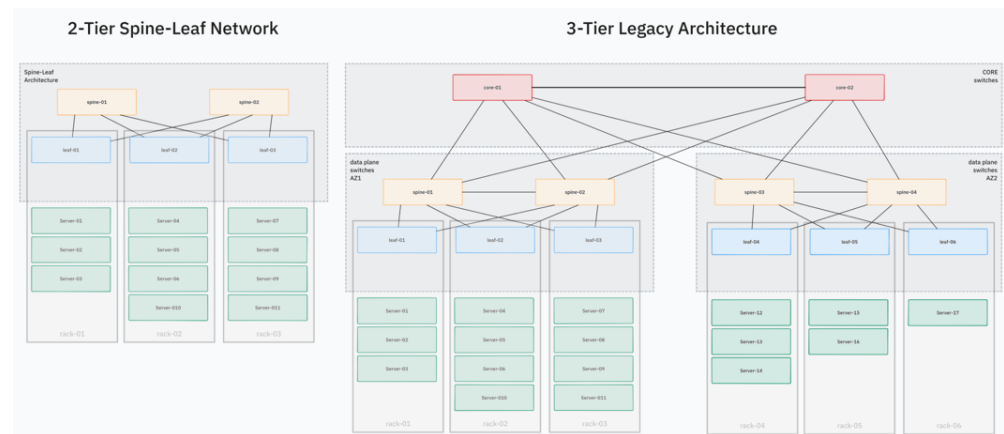 2-Tier Spine-Leaf Network
Spine-Leaf
Architecture
spine-01
spine-02
leaf-01
leaf-02
leaf-03
Server-01
Server-04
Server-07
Server-02
Server-05
Server-08
Server-03
Server-06
Server-09
Server-010
Server-011
rack-01
rack-02
rack-03
3-Tier Legacy Architecture
CORE
switches
core-01
core-02
data plane
switches
AZ1
spine-01
spine-02
leaf-01
leaf-02
leaf-03
Server-01
Server-04
Server-07
Server-02
Server-05
Server-08
Server-03
Server-06
Server-09
Server-010
Server-011
rack-01
rack-02
rack-03
data plane
switches
AZ2
spine-03
spine-04
leaf-04
leaf-05
leaf-06
Server-12
Server-15
Server-17
Server-13
Server-16
Server-14
rack-04
rack-05
rack-06